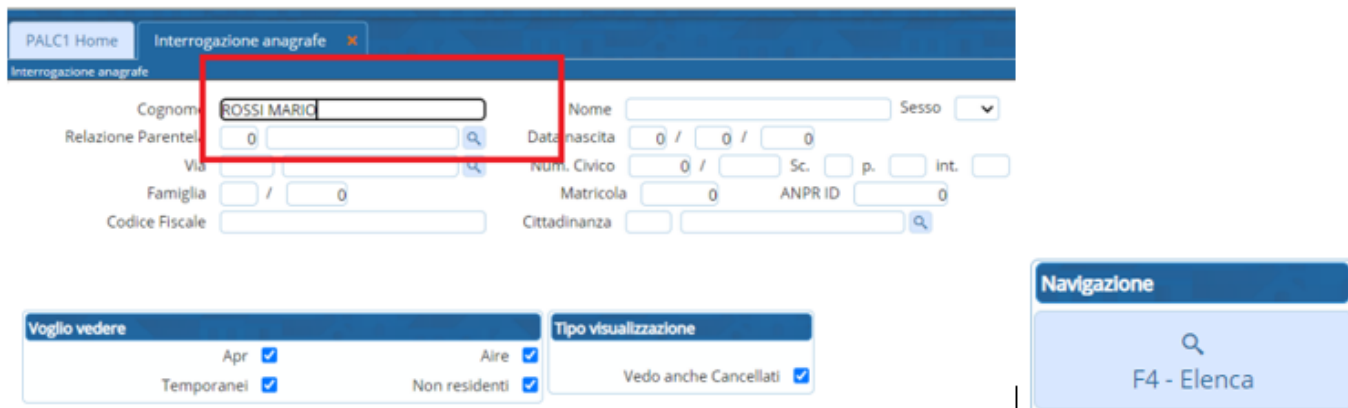 PALC1 Home Interrogazione anagrafe ×
Interrogazione anagrafe
Cognome ROSSI MARIO Nome Sesso
Relazione Parentela 0 Data nascita 0 / 0 / 0
Via Num. Civico 0 / Sc. p. int.
Famiglia / 0 Matricola 0 ANPR ID 0
Codice Fiscale Cittadinanza
Voglio vedere
Apr Aire
Temporanei Non residenti
Tipo visualizzazione
Vedo anche Cancellati
Navigazione
F4 - Elenca